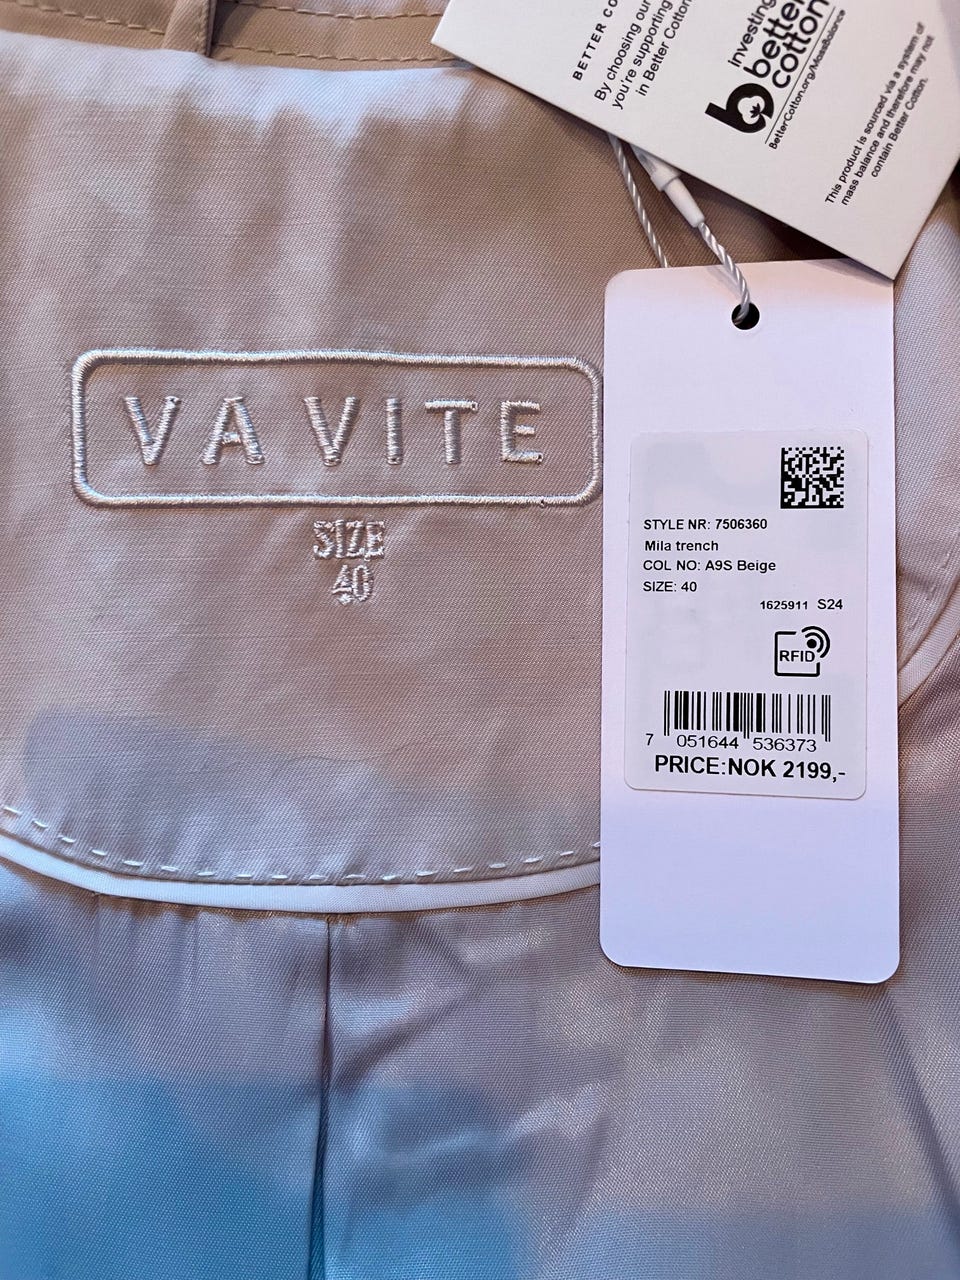 BETTER
By choosing our
you're supporting
in Better Cotton
investing
better
cotton
BetterCotton.org/MassBalance
This product is sourced via a system of
mass balance and therefore may not
contain Better Cotton.
VA VITE
SIZE
40
STYLE NR: 7506360
Mila trench
COL NO: A9S Beige
SIZE: 40
1625911 S24
RFID
7 051644 536373
PRICE:NOK 2199,-